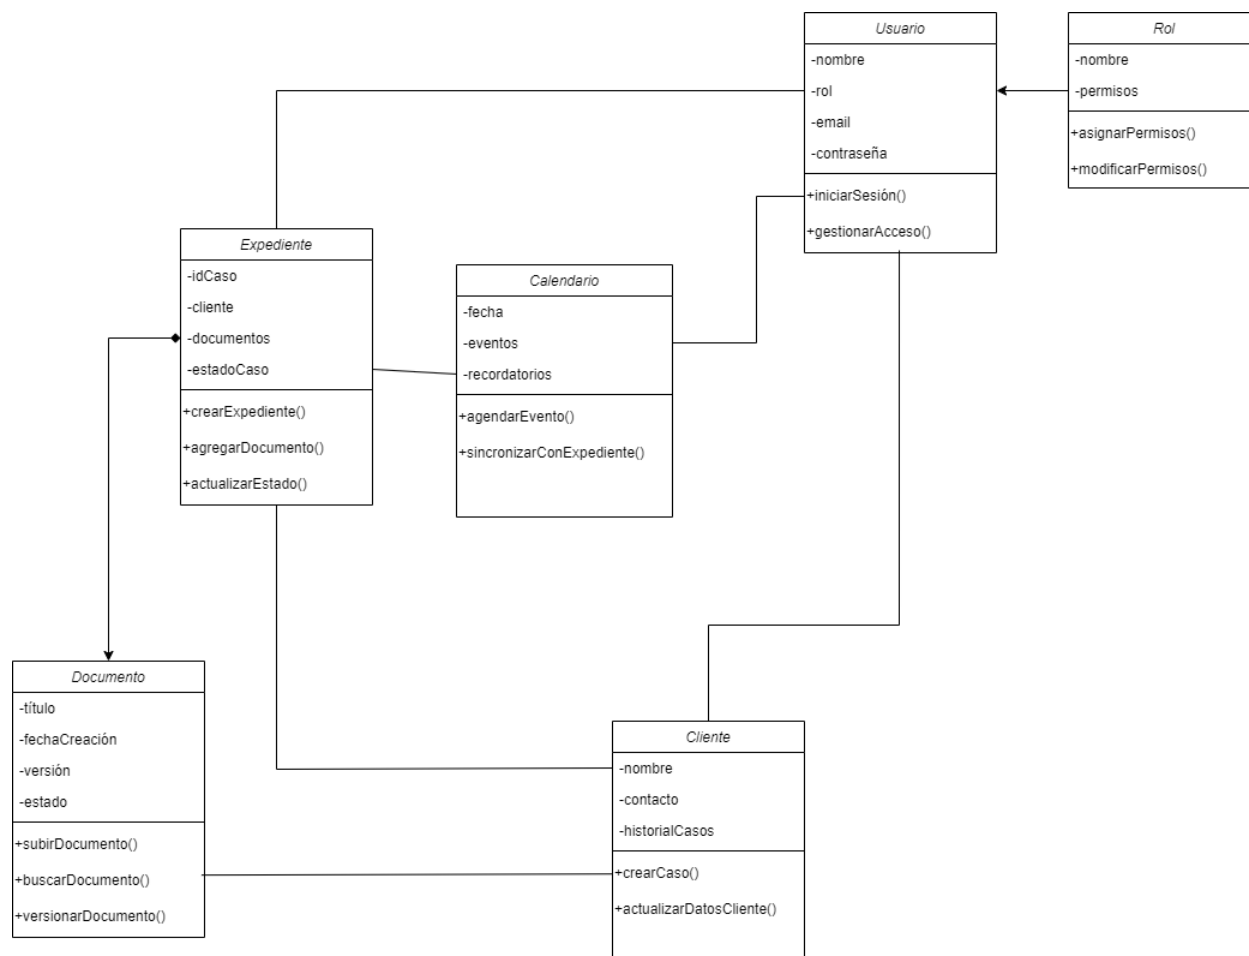 Usuario
-nombre
-rol
-email
-contraseña
+iniciarSesión()
+gestionarAcceso()
Rol
-nombre
-permisos
+asignarPermisos()
+modificarPermisos()
Expediente
-idCaso
-cliente
-documentos
-estadoCaso
+crearExpediente()
+agregarDocumento()
+actualizarEstado()
Calendario
-fecha
-eventos
-recordatorios
+agendarEvento()
+sincronizarConExpediente()
Documento
-título
-fechaCreación
-versión
-estado
+subirDocumento()
+buscarDocumento()
+versionarDocumento()
Cliente
-nombre
-contacto
-historialCasos
+crearCaso()
+actualizarDatosCliente()